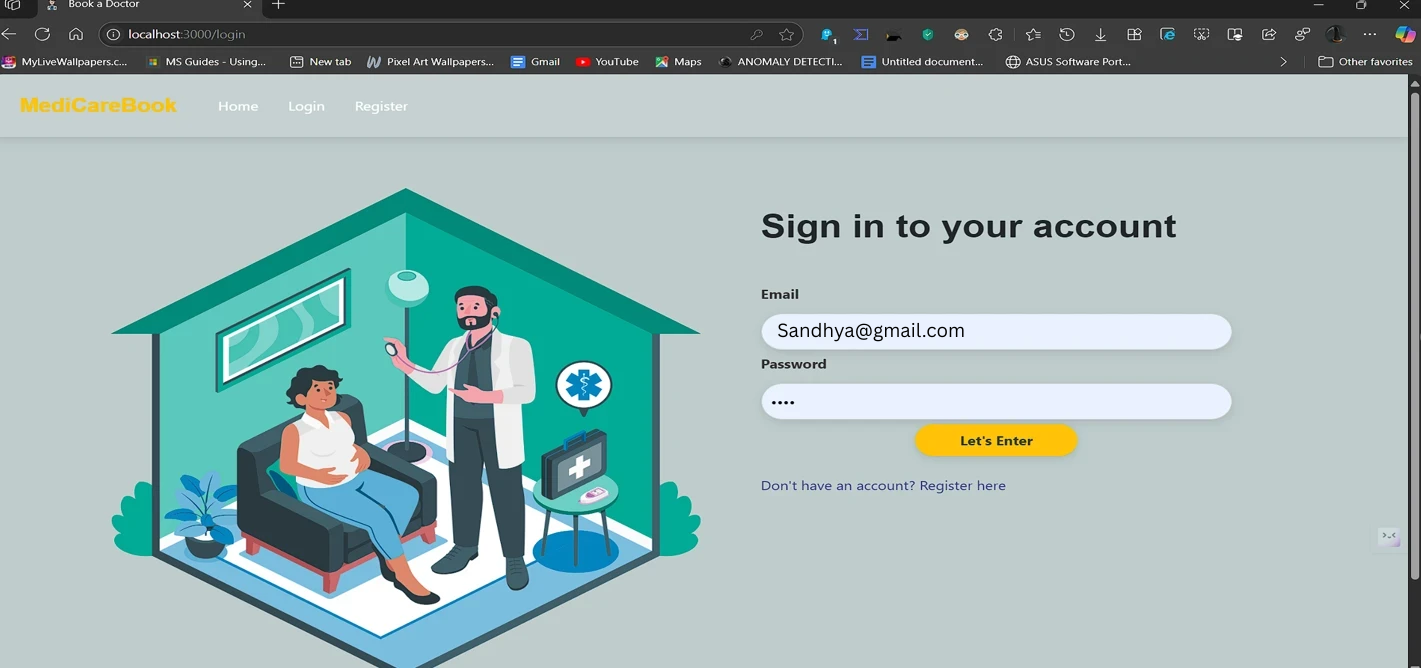 Book a Doctor
localhost:3000/login
1
MyLiveWallpapers.c... MS Guides - Using... New tab Pixel Art Wallpapers... Gmail YouTube Maps ANOMALY DETECTI... Untitled document... ASUS Software Port... Other favorites
MediCareBook Home Login Register
Sign in to your account
Email
Sandhya@gmail.com
Password
••••
Let's Enter
Don't have an account? Register here